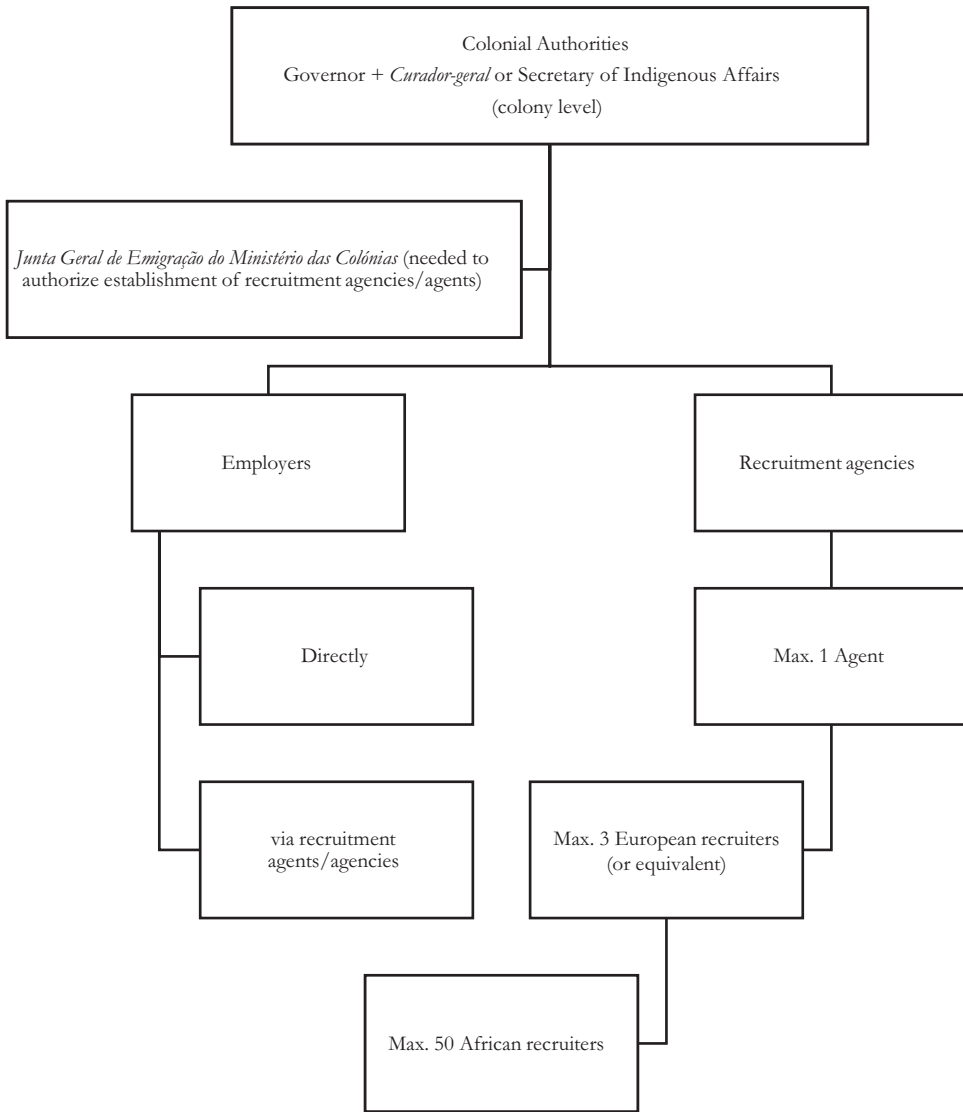 Colonial Authorities
Governor + Curador-geral or Secretary of Indigenous Affairs
(colony level)
Junta Geral de Emigração do Ministério das Colónias (needed to
authorize establishment of recruitment agencies/agents)
Employers
Recruitment agencies
Directly
Max. 1 Agent
via recruitment
agents/agencies
Max. 3 European recruiters
(or equivalent)
Max. 50 African recruiters